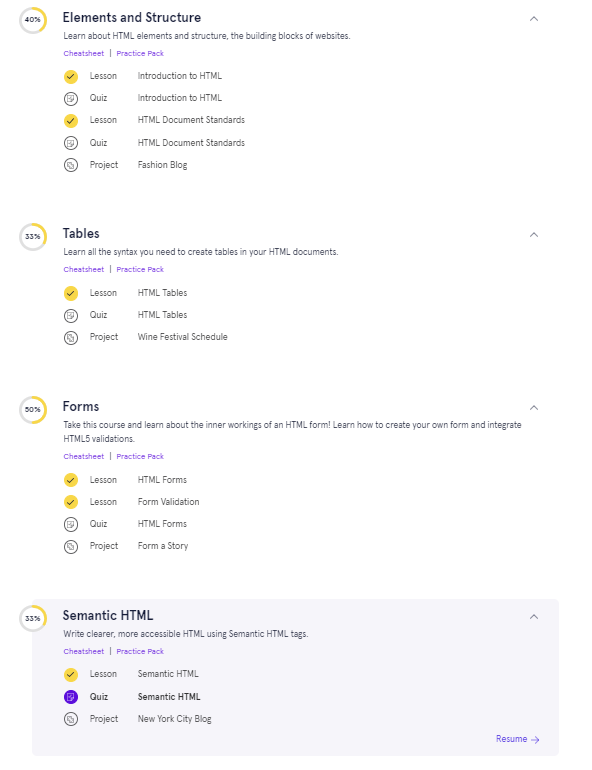 40%
Elements and Structure
Learn about HTML elements and structure, the building blocks of websites.
Cheatsheet | Practice Pack
Lesson Introduction to HTML
Quiz Introduction to HTML
Lesson HTML Document Standards
Quiz HTML Document Standards
Project Fashion Blog
33%
Tables
Learn all the syntax you need to create tables in your HTML documents.
Cheatsheet | Practice Pack
Lesson HTML Tables
Quiz HTML Tables
Project Wine Festival Schedule
50%
Forms
Take this course and learn about the inner workings of an HTML form! Learn how to create your own form and integrate
HTML5 validations.
Cheatsheet | Practice Pack
Lesson HTML Forms
Lesson Form Validation
Quiz HTML Forms
Project Form a Story
33%
Semantic HTML
Write clearer, more accessible HTML using Semantic HTML tags.
Cheatsheet | Practice Pack
Lesson Semantic HTML
Quiz Semantic HTML
Project New York City Blog
Resume